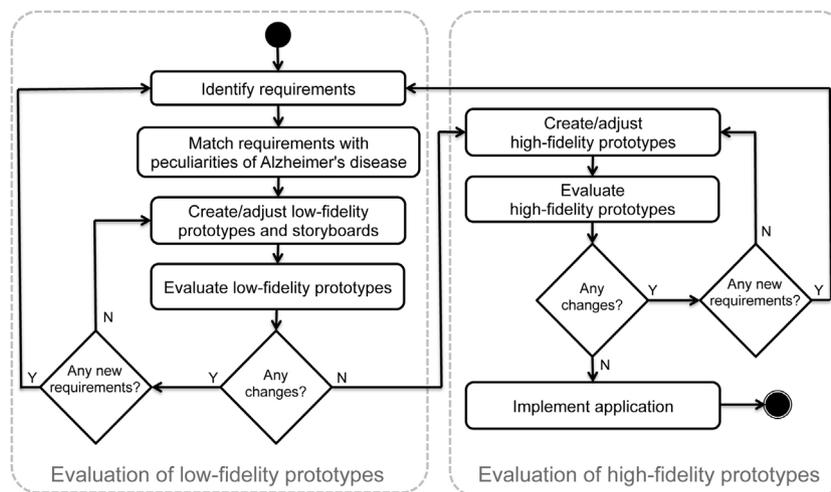 Identify requirements
Match requirements with
peculiarities of Alzheimer's disease
Create/adjust low-fidelity
prototypes and storyboards
Evaluate low-fidelity prototypes
N
Y
Any new
requirements?
Y
Any
changes?
N
Evaluation of low-fidelity prototypes
Create/adjust
high-fidelity prototypes
Evaluate
high-fidelity prototypes
N
Any
changes?
Y
Any new
requirements?
Y
N
Implement application
Evaluation of high-fidelity prototypes